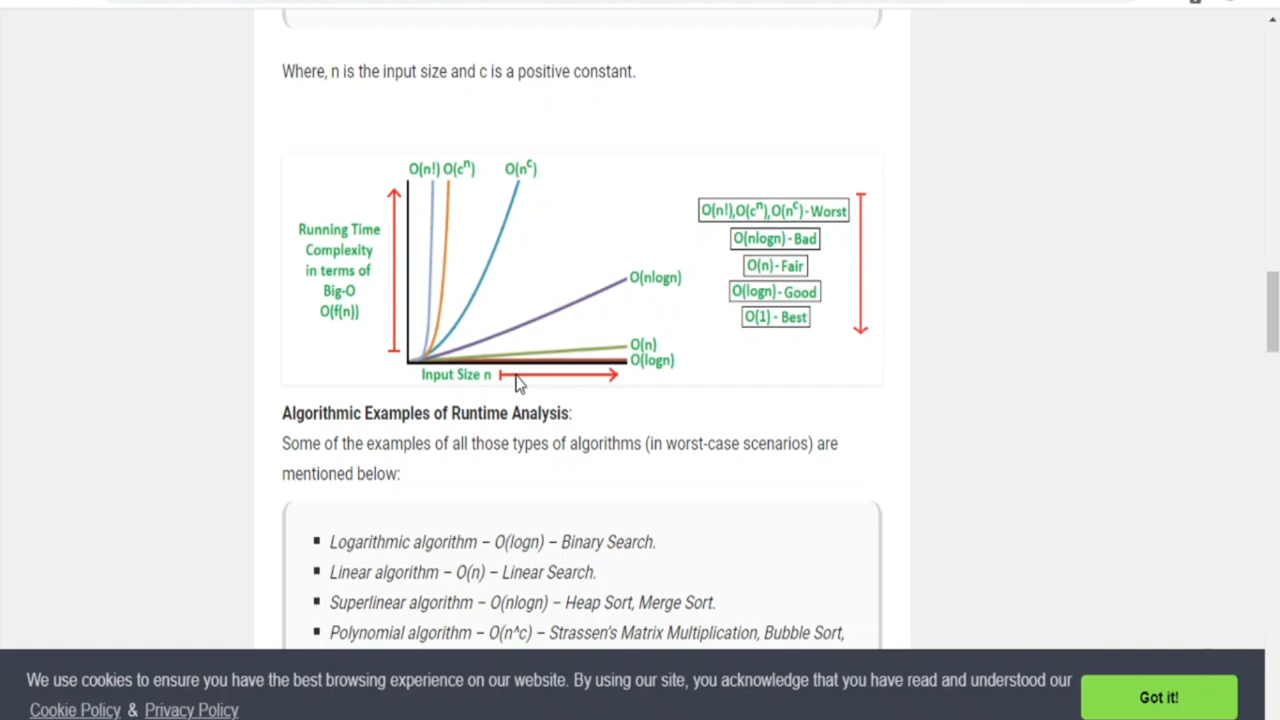 Where, n is the input size and c is a positive constant.
O(n!) O(cⁿ) O(nᶜ)
Running Time
Complexity
in terms of
Big-O
O(f(n))
O(nlogn)
O(n)
O(logn)
Input Size n
O(n!),O(cⁿ),O(nᶜ)-Worst
O(nlogn)-Bad
O(n)-Fair
O(logn)-Good
O(1)-Best
Algorithmic Examples of Runtime Analysis:
Some of the examples of all those types of algorithms (in worst-case scenarios) are
mentioned below:
▪ Logarithmic algorithm – O(logn) – Binary Search.
▪ Linear algorithm – O(n) – Linear Search.
▪ Superlinear algorithm – O(nlogn) – Heap Sort, Merge Sort.
▪ Polynomial algorithm – O(n^c) – Strassen's Matrix Multiplication, Bubble Sort,
We use cookies to ensure you have the best browsing experience on our website. By using our site, you acknowledge that you have read and understood our
Cookie Policy & Privacy Policy
Got it!